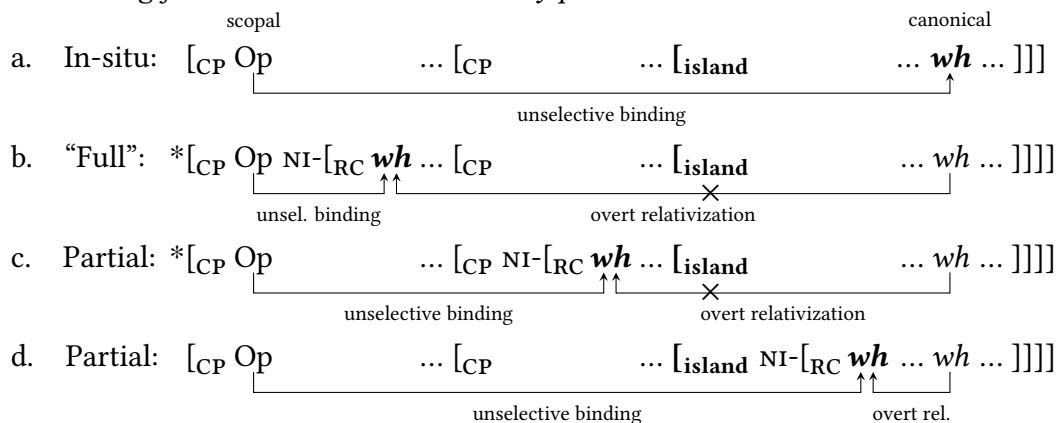 scopal canonical
a. In-situ: [CP Op ... [CP ... [island ... wh ... ]]]
unselective binding
b. “Full”: *[CP Op NI-[RC wh ... [CP ... [island ... wh ... ]]]]
unsel. binding overt relativization
c. Partial: *[CP Op ... [CP NI-[RC wh ... [island ... wh ... ]]]]
unselective binding overt relativization
d. Partial: [CP Op ... [CP ... [island NI-[RC wh ... wh ... ]]]]
unselective binding overt rel.